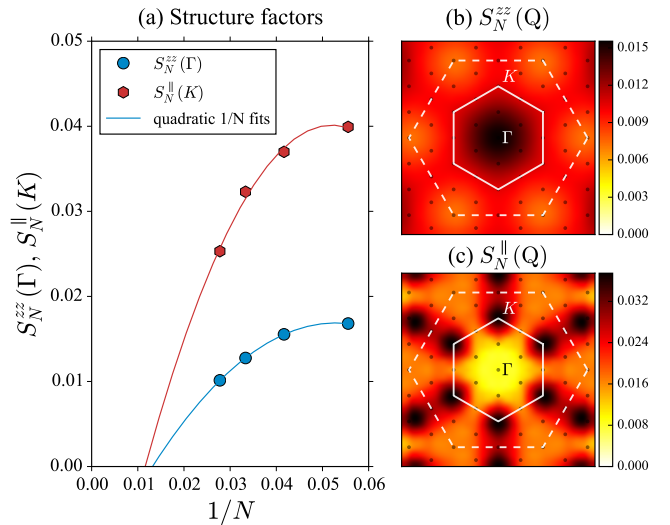 (a) Structure factors
0.05
0.04
0.03
0.02
0.01
0.00
S_N^{zz}(Γ), S_N^{∥}(K)
S_N^{zz}(Γ)
S_N^{∥}(K)
quadratic 1/N fits
0.00 0.01 0.02 0.03 0.04 0.05 0.06
1/N
(b) S_N^{zz}(Q)
K
Γ
0.015
0.012
0.009
0.006
0.003
0.000
(c) S_N^{∥}(Q)
K
Γ
0.032
0.024
0.016
0.008
0.000